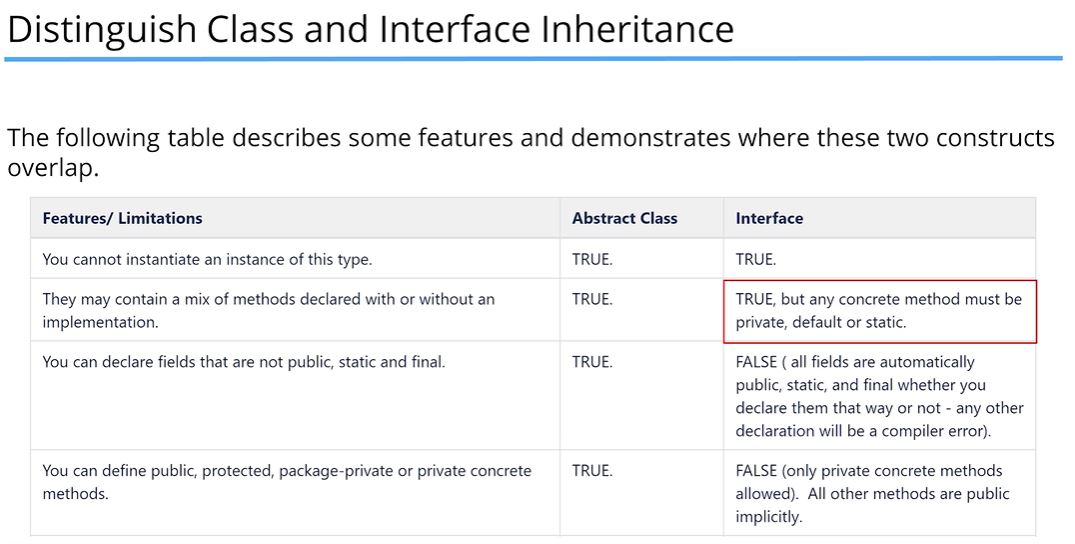 Distinguish Class and Interface Inheritance
The following table describes some features and demonstrates where these two constructs
overlap.
Features/ Limitations
Abstract Class
Interface
You cannot instantiate an instance of this type.
TRUE.
TRUE.
They may contain a mix of methods declared with or without an
implementation.
TRUE.
TRUE, but any concrete method must be
private, default or static.
You can declare fields that are not public, static and final.
TRUE.
FALSE ( all fields are automatically
public, static, and final whether you
declare them that way or not - any other
declaration will be a compiler error).
You can define public, protected, package-private or private concrete
methods.
TRUE.
FALSE (only private concrete methods
allowed).  All other methods are public
implicitly.